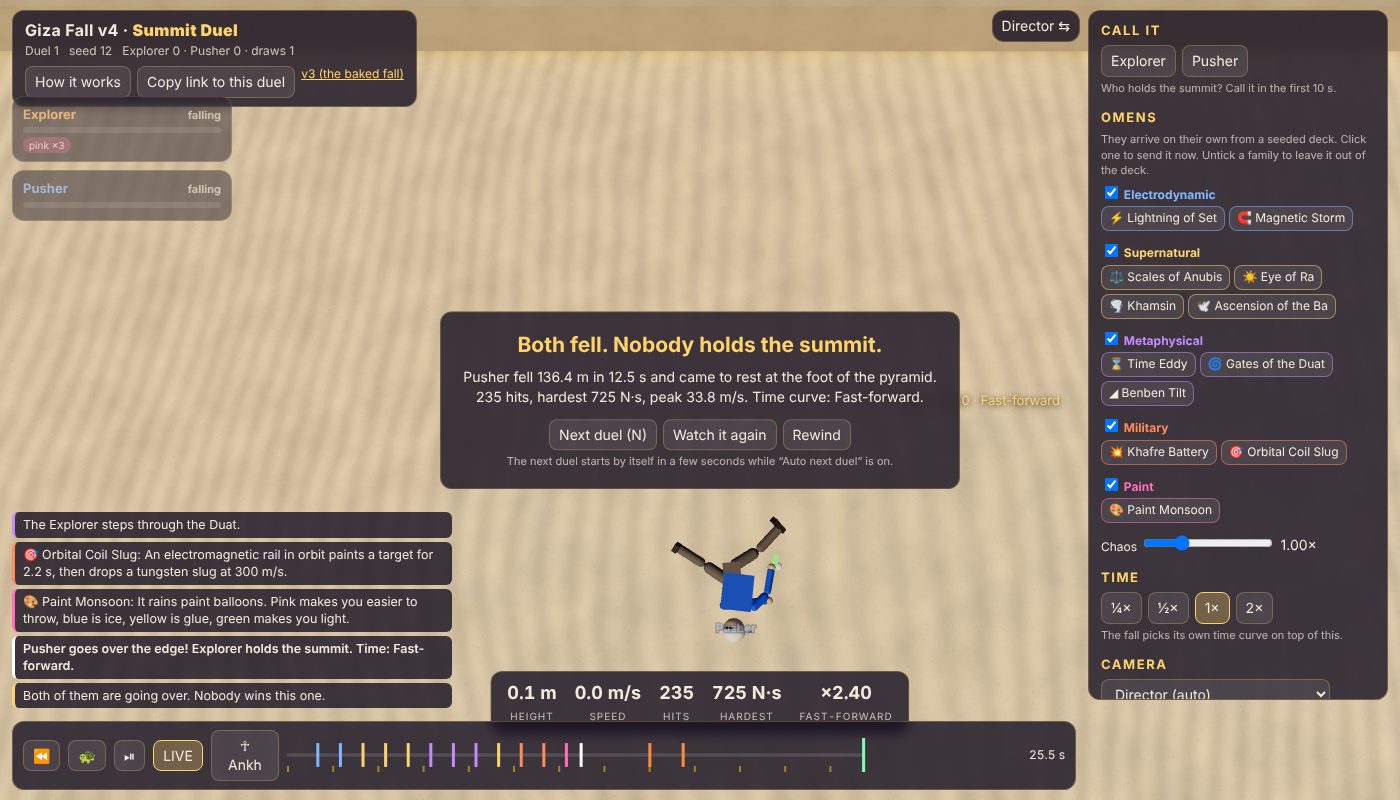 Giza Fall v4 · Summit Duel
Duel 1 seed 12 Explorer 0 · Pusher 0 · draws 1
How it works
Copy link to this duel
v3 (the baked fall)
Explorer falling
pink ×3
Pusher falling
Director ⇆
Both fell. Nobody holds the summit.
Pusher fell 136.4 m in 12.5 s and came to rest at the foot of the pyramid.
235 hits, hardest 725 N·s, peak 33.8 m/s. Time curve: Fast-forward.
Next duel (N)
Watch it again
Rewind
The next duel starts by itself in a few seconds while “Auto next duel” is on.
0 · Fast-forward
The Explorer steps through the Duat.
🎯 Orbital Coil Slug: An electromagnetic rail in orbit paints a target for
2.2 s, then drops a tungsten slug at 300 m/s.
🎨 Paint Monsoon: It rains paint balloons. Pink makes you easier to
throw, blue is ice, yellow is glue, green makes you light.
Pusher goes over the edge! Explorer holds the summit. Time: Fast-
forward.
Both of them are going over. Nobody wins this one.
Pusher
0.1 m 0.0 m/s 235 725 N·s ×2.40
HEIGHT SPEED HITS HARDEST FAST-FORWARD
LIVE
☥
Ankh
25.5 s
CALL IT
Explorer
Pusher
Who holds the summit? Call it in the first 10 s.
OMENS
They arrive on their own from a seeded deck. Click
one to send it now. Untick a family to leave it out of
the deck.
Electrodynamic
⚡ Lightning of Set
🧲 Magnetic Storm
Supernatural
⚖️ Scales of Anubis
☀️ Eye of Ra
🌪️ Khamsin
🕊️ Ascension of the Ba
Metaphysical
⏳ Time Eddy
🌀 Gates of the Duat
◢ Benben Tilt
Military
💥 Khafre Battery
🎯 Orbital Coil Slug
Paint
🎨 Paint Monsoon
Chaos 1.00×
TIME
¼×
½×
1×
2×
The fall picks its own time curve on top of this.
CAMERA
Director (auto)